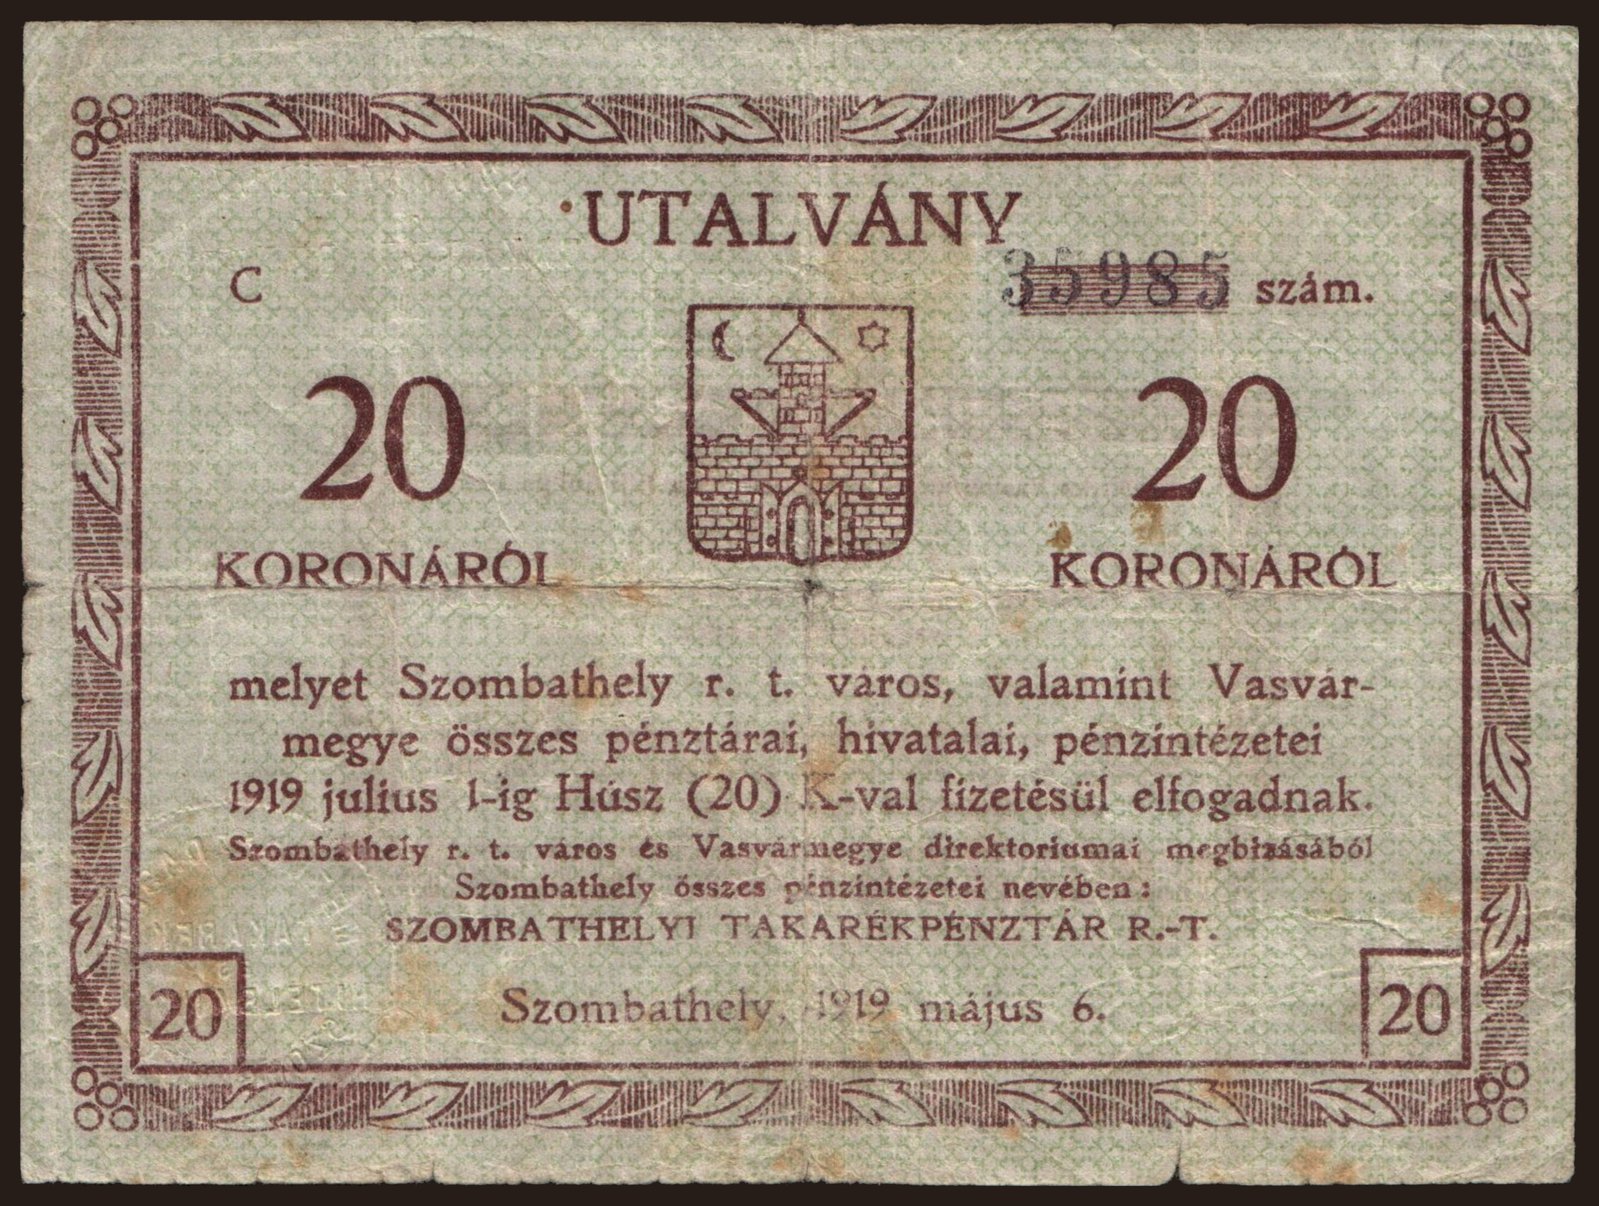 UTALVÁNY
C
35985 szám.
20 20
KORONÁRÓL KORONÁRÓL
melyet Szombathely r. t. város, valamint Vasvár-
megye összes pénztárai, hivatalai, pénzintézetei
1919 julius 1-ig Húsz (20) K-val fizetésül elfogadnak.
Szombathely r. t. város és Vasvármegye direktoriumai megbizásából
Szombathely összes pénzintézetei nevében:
SZOMBATHELYI TAKARÉKPÉNZTÁR R.-T.
Szombathely, 1919 május 6.
20 20